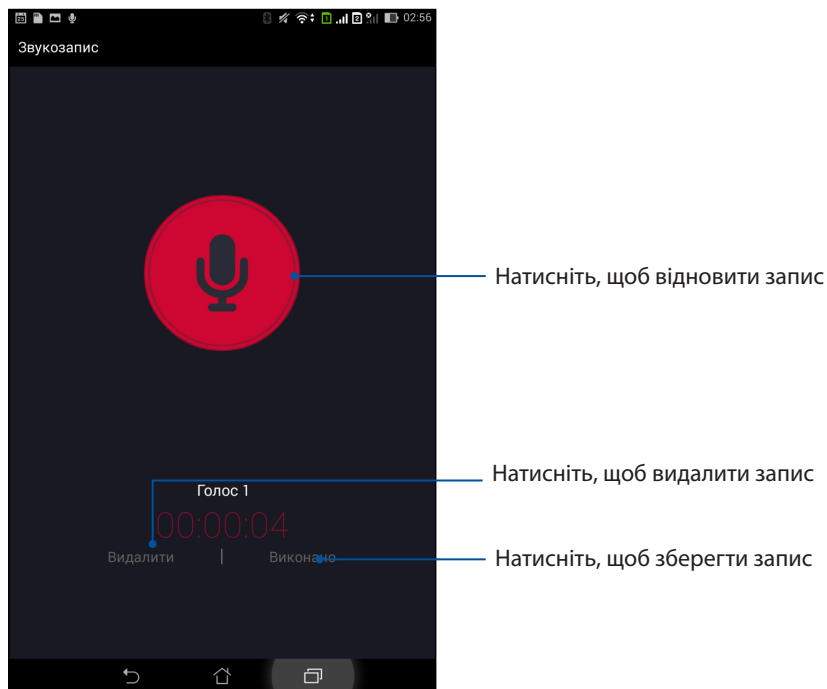 02:56
Звукозапис
Натисніть, щоб відновити запис
Натисніть, щоб видалити запис
Голос 1
00:00:04
Видалити | Виконано
Натисніть, щоб зберегти запис